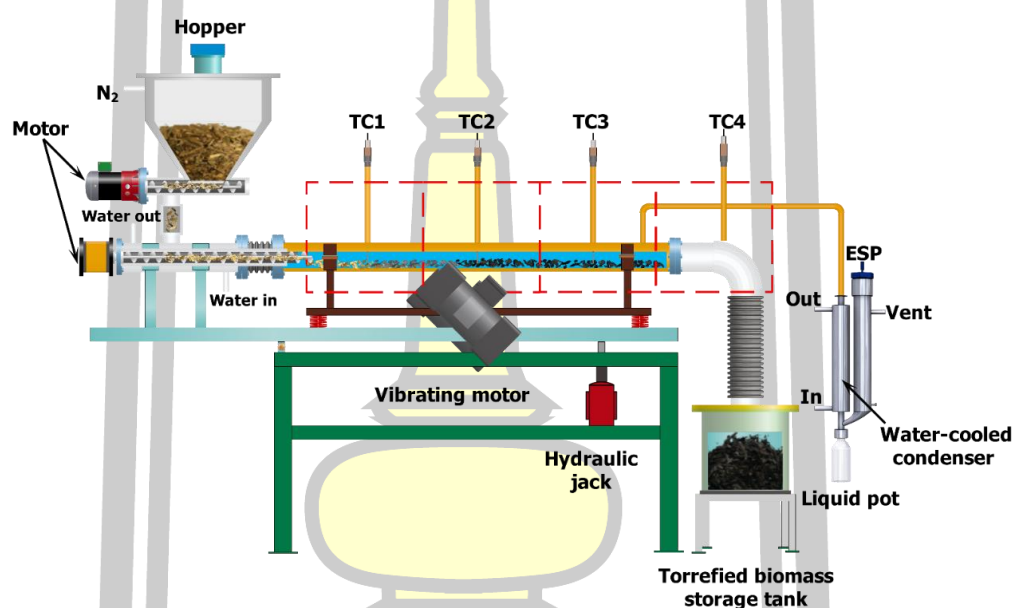 Hopper
N₂
Motor
TC1
TC2
TC3
TC4
Water out
Water in
ESP
Out
Vent
In
Vibrating motor
Water-cooled
condenser
Hydraulic
jack
Liquid pot
Torrefied biomass
storage tank